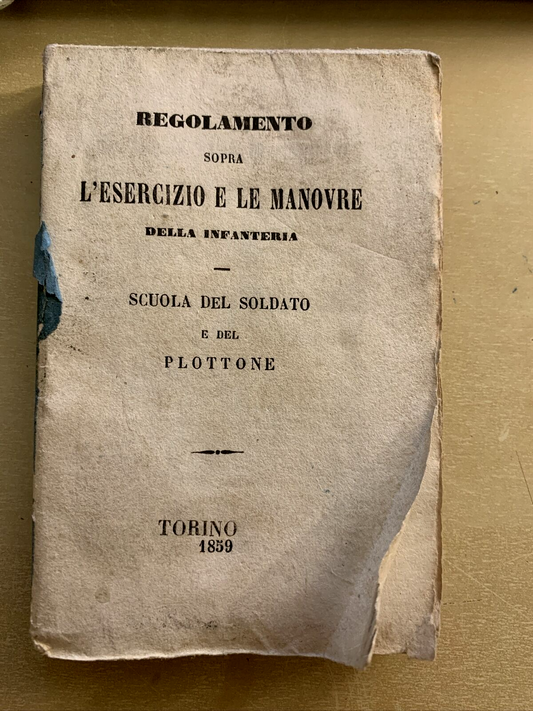 REGOLAMENTO
SOPRA
L'ESERCIZIO E LE MANOVRE
DELLA INFANTERIA
SCUOLA DEL SOLDATO
E DEL
PLOTTONE
TORINO
1859